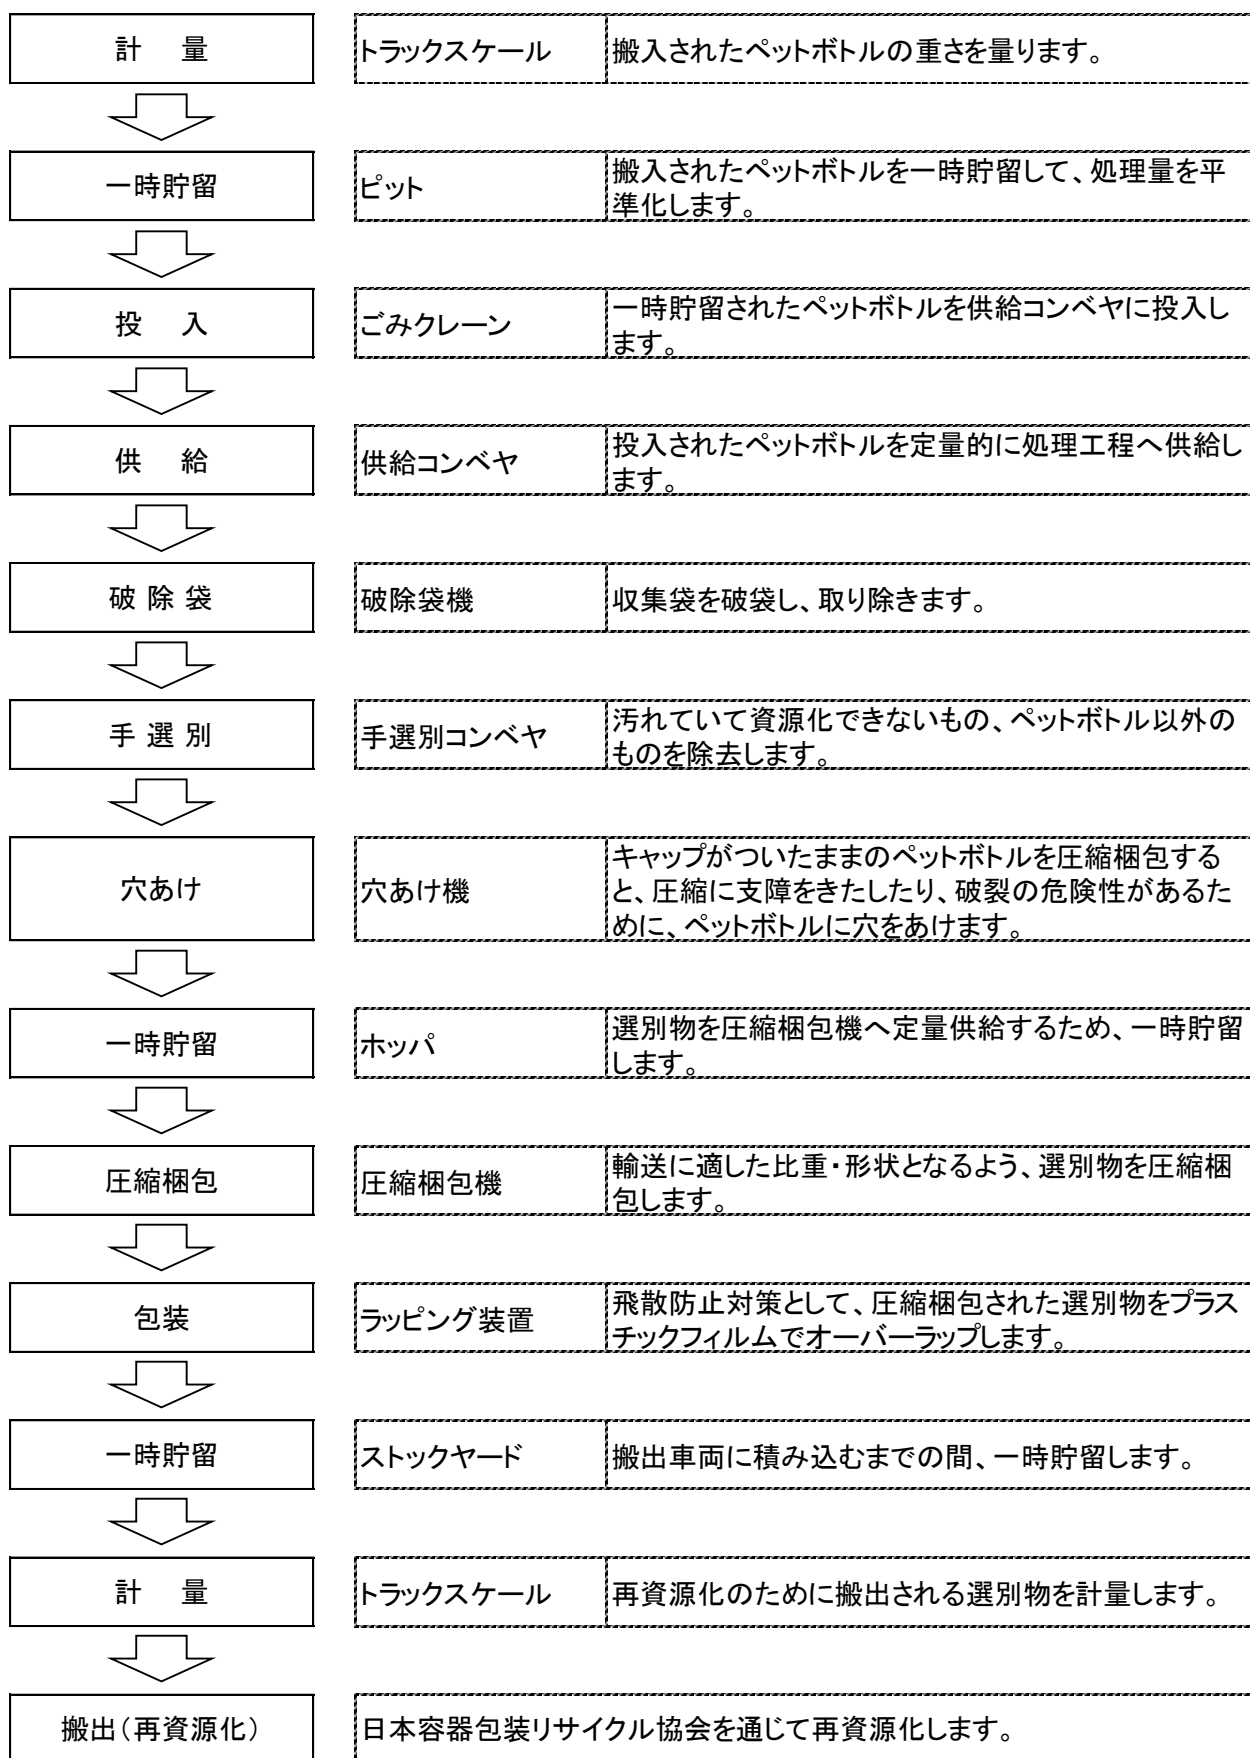 計　量
トラックスケール
搬入されたペットボトルの重さを量ります。
一時貯留
ピット
搬入されたペットボトルを一時貯留して、処理量を平
準化します。
投　入
ごみクレーン
一時貯留されたペットボトルを供給コンベヤに投入し
ます。
供　給
供給コンベヤ
投入されたペットボトルを定量的に処理工程へ供給し
ます。
破 除 袋
破除袋機
収集袋を破袋し、取り除きます。
手 選 別
手選別コンベヤ
汚れていて資源化できないもの、ペットボトル以外の
ものを除去します。
穴あけ
穴あけ機
キャップがついたままのペットボトルを圧縮梱包する
と、圧縮に支障をきたしたり、破裂の危険性があるた
めに、ペットボトルに穴をあけます。
一時貯留
ホッパ
選別物を圧縮梱包機へ定量供給するため、一時貯留
します。
圧縮梱包
圧縮梱包機
輸送に適した比重・形状となるよう、選別物を圧縮梱
包します。
包装
ラッピング装置
飛散防止対策として、圧縮梱包された選別物をプラス
チックフィルムでオーバーラップします。
一時貯留
ストックヤード
搬出車両に積み込むまでの間、一時貯留します。
計　量
トラックスケール
再資源化のために搬出される選別物を計量します。
搬出（再資源化）
日本容器包装リサイクル協会を通じて再資源化します。